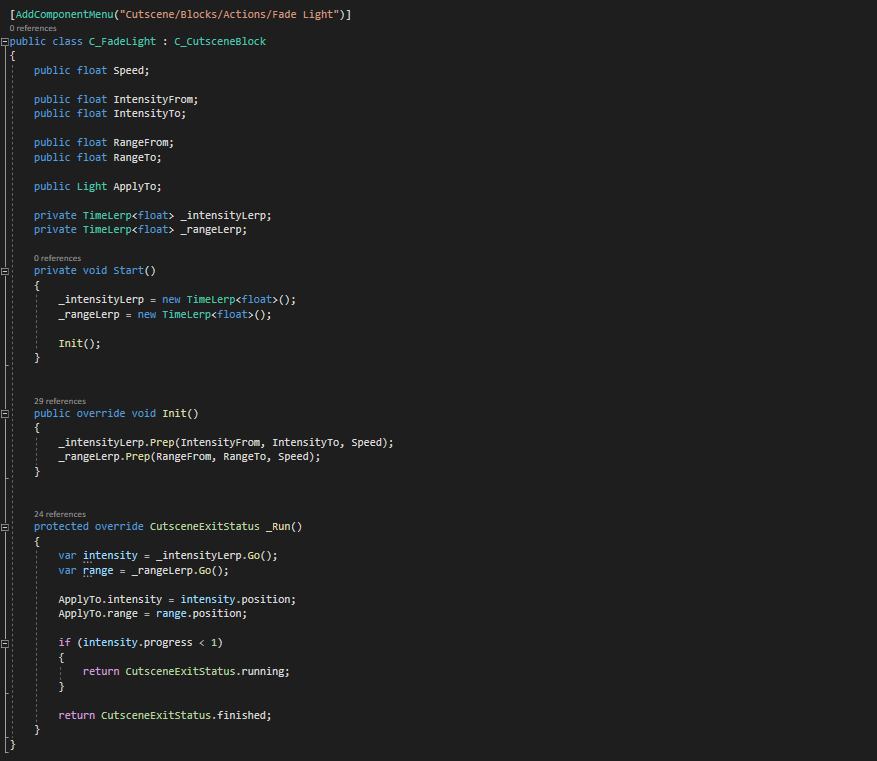 [AddComponentMenu("Cutscene/Blocks/Actions/Fade Light")]
0 references
public class C_FadeLight : C_CutsceneBlock
{
public float Speed;
public float IntensityFrom;
public float IntensityTo;
public float RangeFrom;
public float RangeTo;
public Light ApplyTo;
private TimeLerp<float> _intensityLerp;
private TimeLerp<float> _rangeLerp;
0 references
private void Start()
{
_intensityLerp = new TimeLerp<float>();
_rangeLerp = new TimeLerp<float>();
Init();
}
29 references
public override void Init()
{
_intensityLerp.Prep(IntensityFrom, IntensityTo, Speed);
_rangeLerp.Prep(RangeFrom, RangeTo, Speed);
}
24 references
protected override CutsceneExitStatus _Run()
{
var intensity = _intensityLerp.Go();
var range = _rangeLerp.Go();
ApplyTo.intensity = intensity.position;
ApplyTo.range = range.position;
if (intensity.progress < 1)
{
return CutsceneExitStatus.running;
}
return CutsceneExitStatus.finished;
}
}